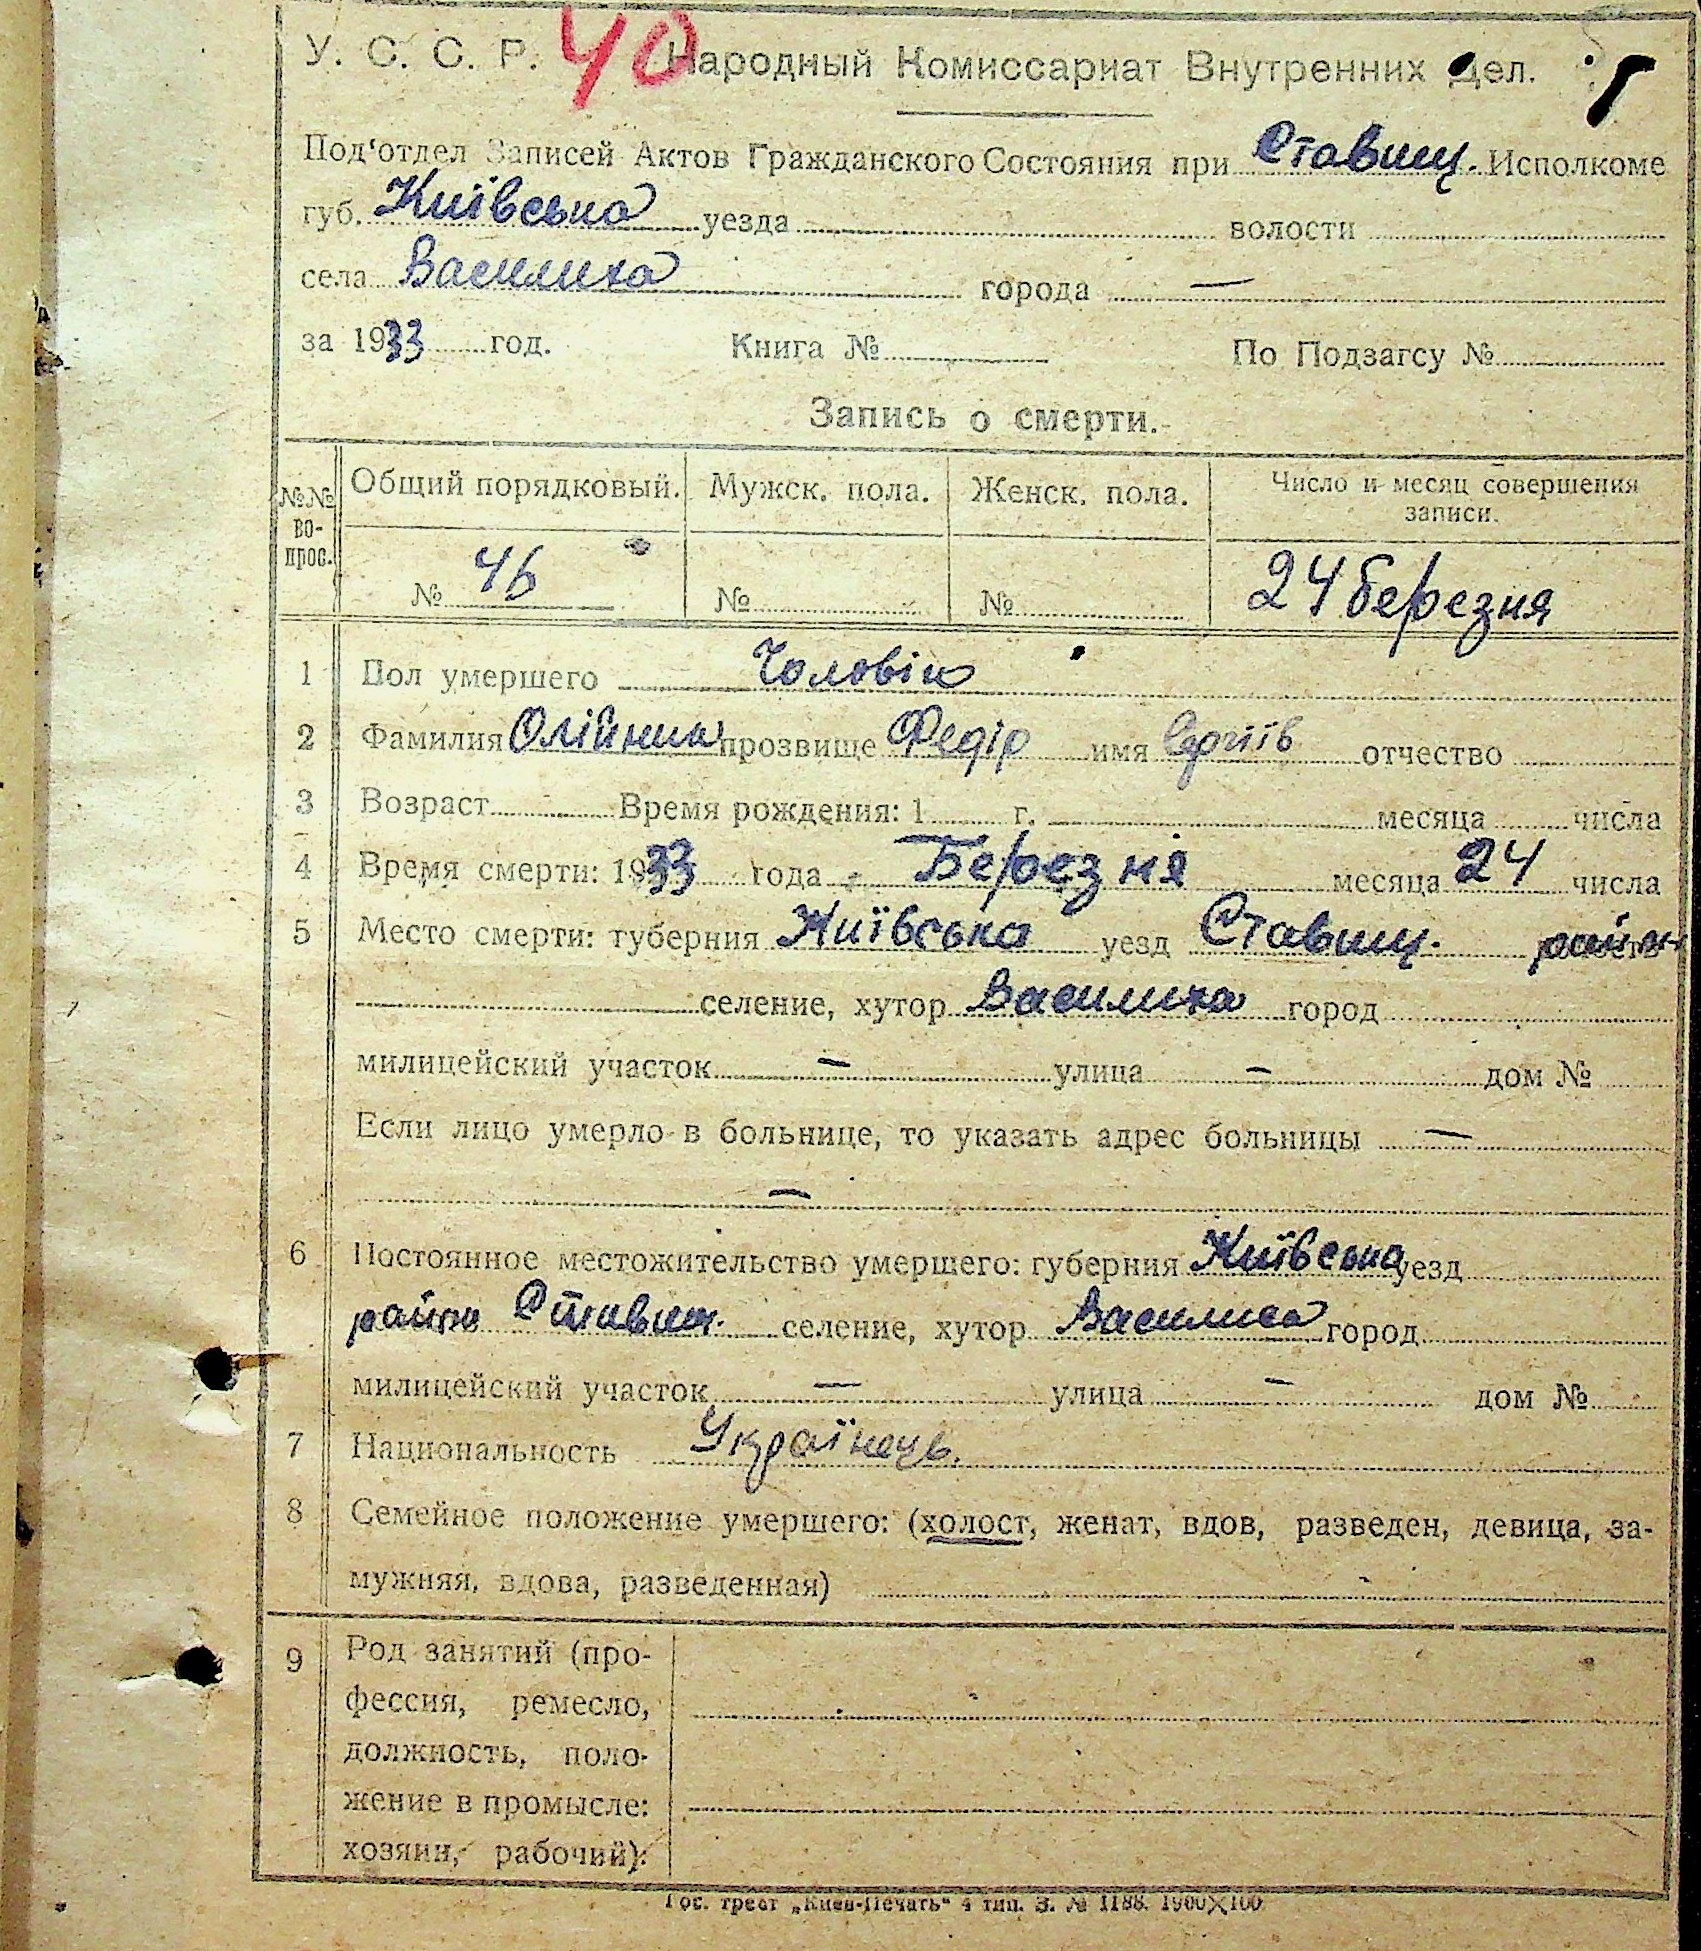 У. С. С. Р. 40 Народный Комиссариат Внутренних Дел.
Под'отдел Записей Актов Гражданского Состояния при Ставищ. Исполкоме
губ. Київська уезда волости
села Василиха города —
за 1933 год. Книга № По Подзагсу №
Запись о смерти.
№№ во-прос. Общий порядковый. Мужск. пола. Женск. пола. Число и месяц совершения записи.
№ 46 № № 24 березня
1 Пол умершего Чоловік
2 Фамилия Олійник прозвище Федір имя Сергіїв отчество
3 Возраст Время рождения: 1 г. месяца числа
4 Время смерти: 1933 года Березня месяца 24 числа
5 Место смерти: губерния Київська уезд Ставищ. район
селение, хутор Василиха город
милицейский участок — улица — дом №
Если лицо умерло в больнице, то указать адрес больницы —
—
6 Постоянное местожительство умершего: губерния Київська уезд
район Ставищ. селение, хутор Василиха город
милицейский участок — улица — дом №
7 Национальность Українець.
8 Семейное положение умершего: (холост, женат, вдов, разведен, девица, за-
мужняя, вдова, разведенная)
9 Род занятий (про-
фессия, ремесло,
должность, поло-
жение в промысле:
хозяин, рабочий):
Гос. трест „Киев-Печать" 4 тип. З. № 1188. 1900×100